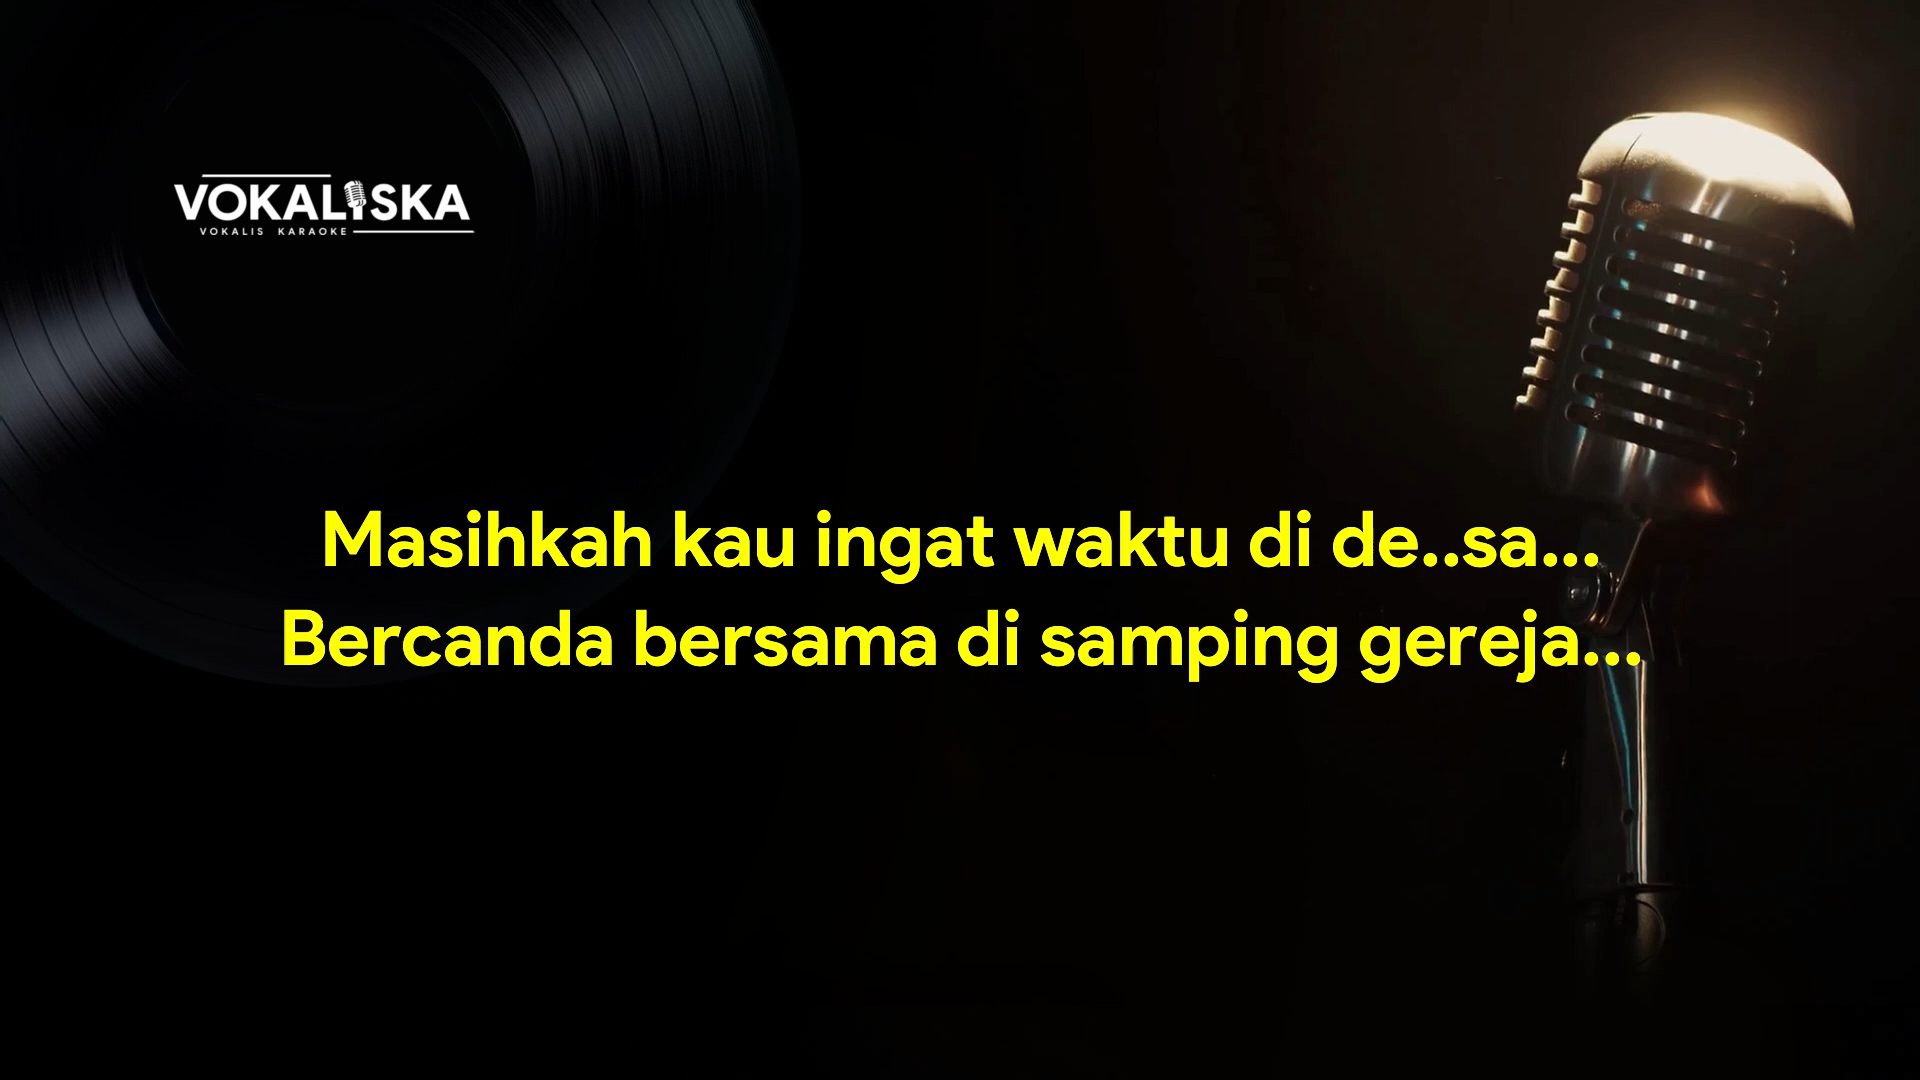 VOKALISKA
VOKALIS KARAOKE
Masihkah kau ingat waktu di de..sa...
Bercanda bersama di samping gereja...